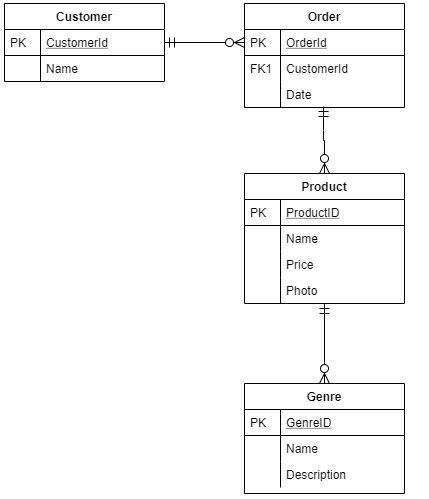 Customer
PK CustomerId
Name
Order
PK OrderId
FK1 CustomerId
Date
Product
PK ProductID
Name
Price
Photo
Genre
PK GenreID
Name
Description